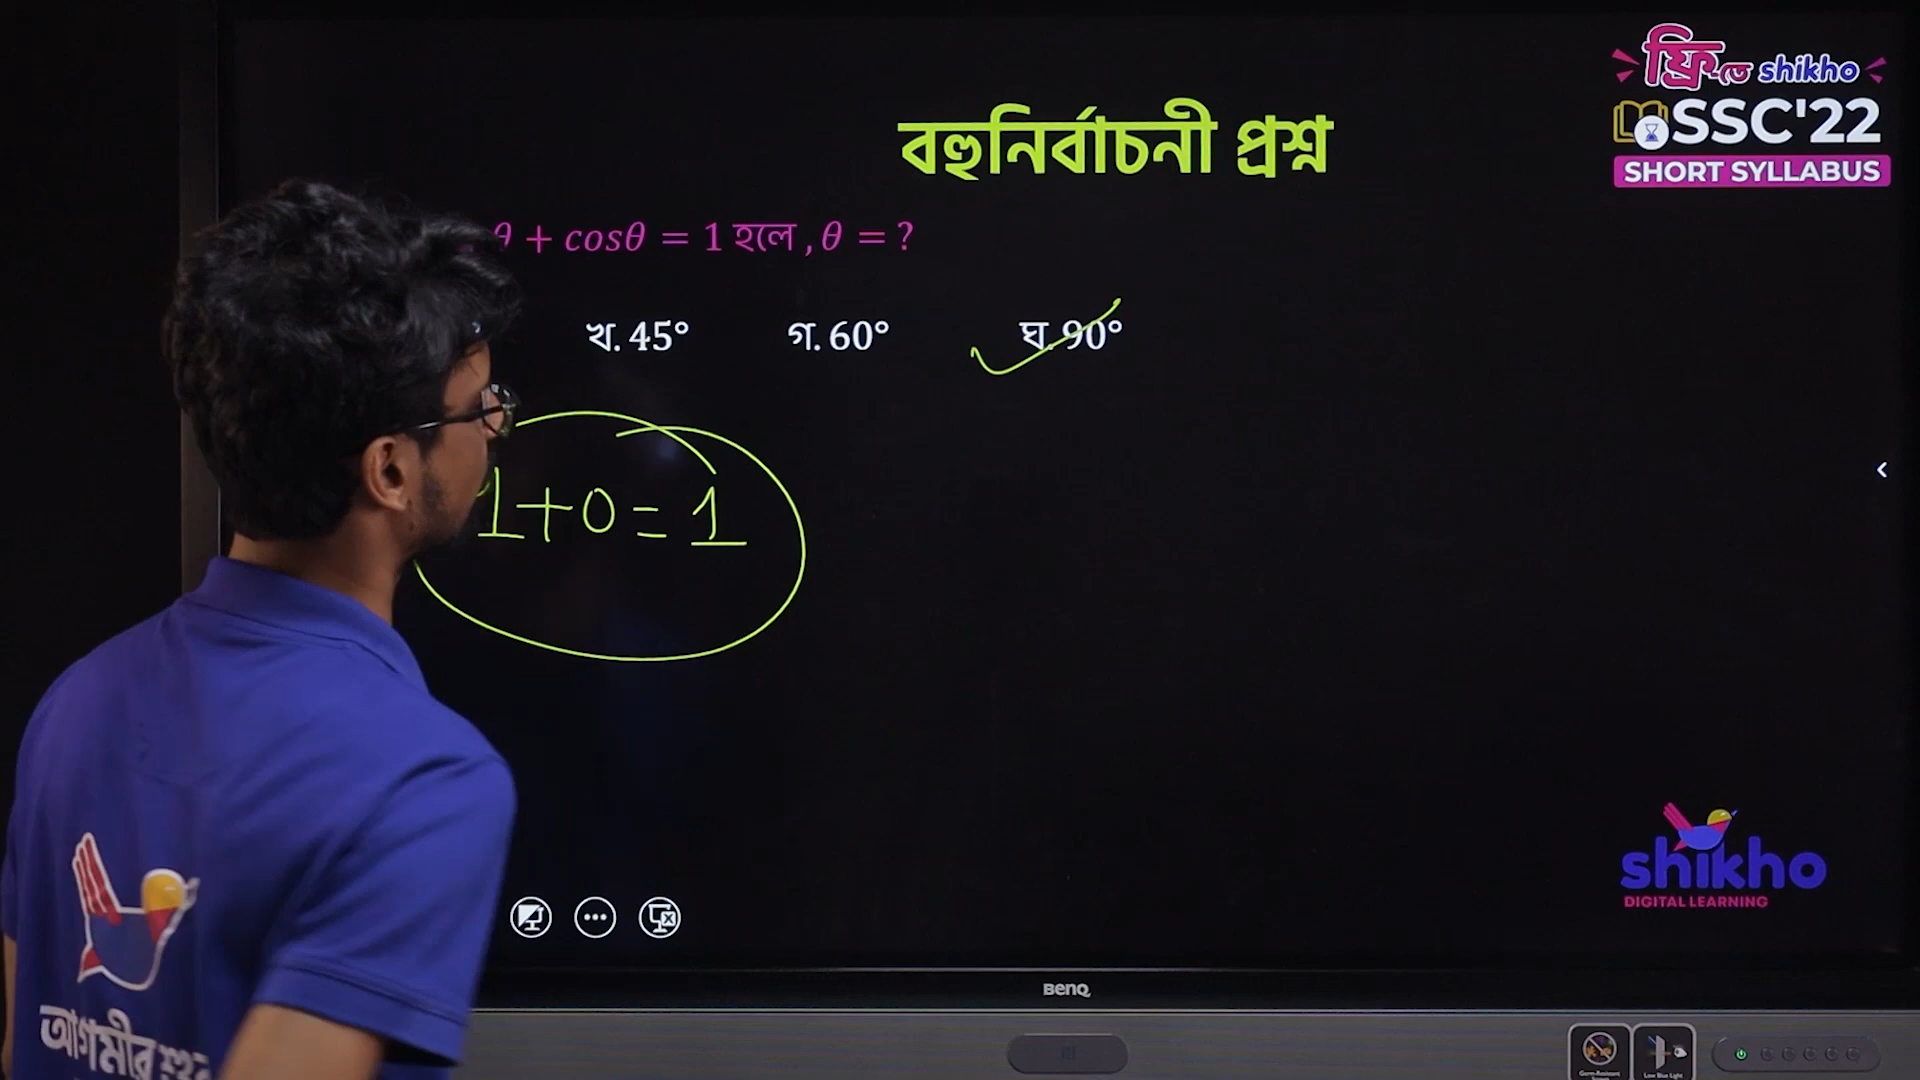 ফ্রি-তে shikho
SSC'22
SHORT SYLLABUS
বহুনির্বাচনী প্রশ্ন
θ + cosθ = 1 হলে , θ = ?
খ. 45° গ. 60° ঘ. 90°
1+0=1
shikho
DIGITAL LEARNING
BenQ
আগামীর